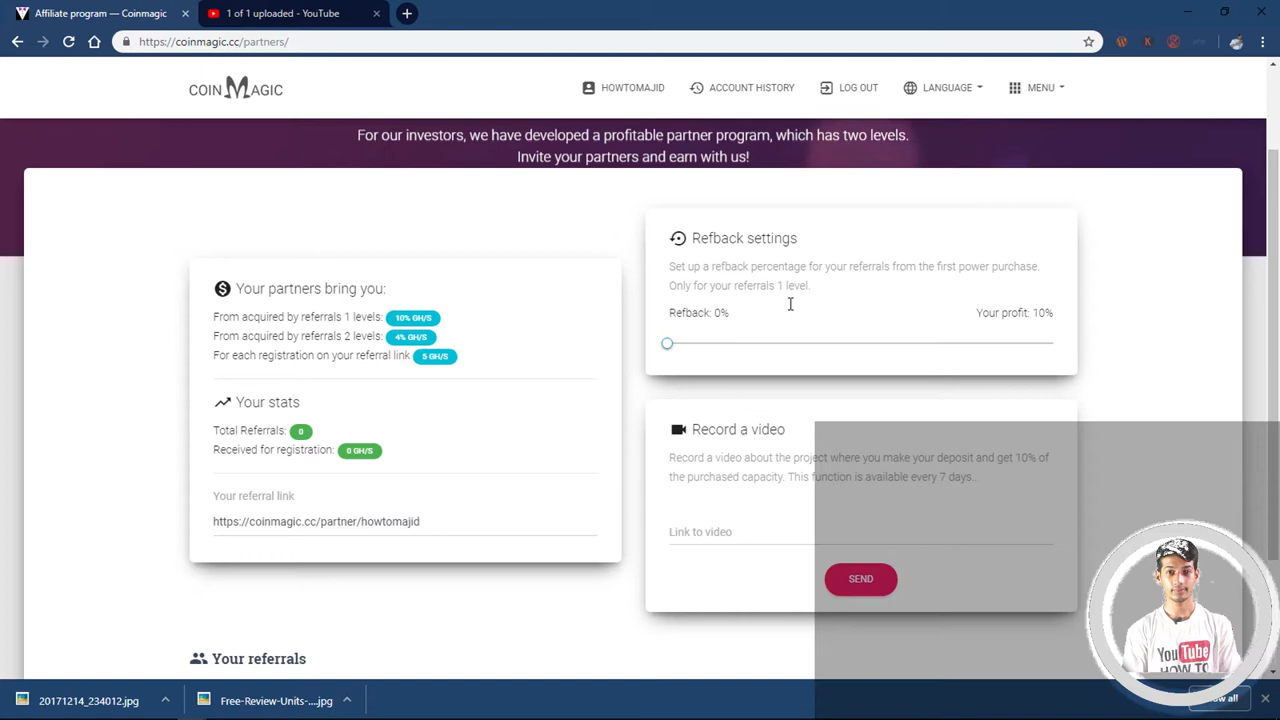 Affiliate program — Coinmagic
1 of 1 uploaded - YouTube
https://coinmagic.cc/partners/
COIN MAGIC
HOWTOMAJID
ACCOUNT HISTORY
LOG OUT
LANGUAGE
MENU
For our investors, we have developed a profitable partner program, which has two levels.
Invite your partners and earn with us!
Your partners bring you:
From acquired by referrals 1 levels: 10% GH/S
From acquired by referrals 2 levels: 4% GH/S
For each registration on your referral link 5 GH/S
Your stats
Total Referrals: 0
Received for registration: 0 GH/S
Your referral link
https://coinmagic.cc/partner/howtomajid
Refback settings
Set up a refback percentage for your referrals from the first power purchase.
Only for your referrals 1 level.
Refback: 0%
Your profit: 10%
Record a video
Record a video about the project where you make your deposit and get 10% of
the purchased capacity. This function is available every 7 days..
Link to video
SEND
Your referrals
You Tube
HOW TO
20171214_234012.jpg
Free-Review-Units-....jpg
all